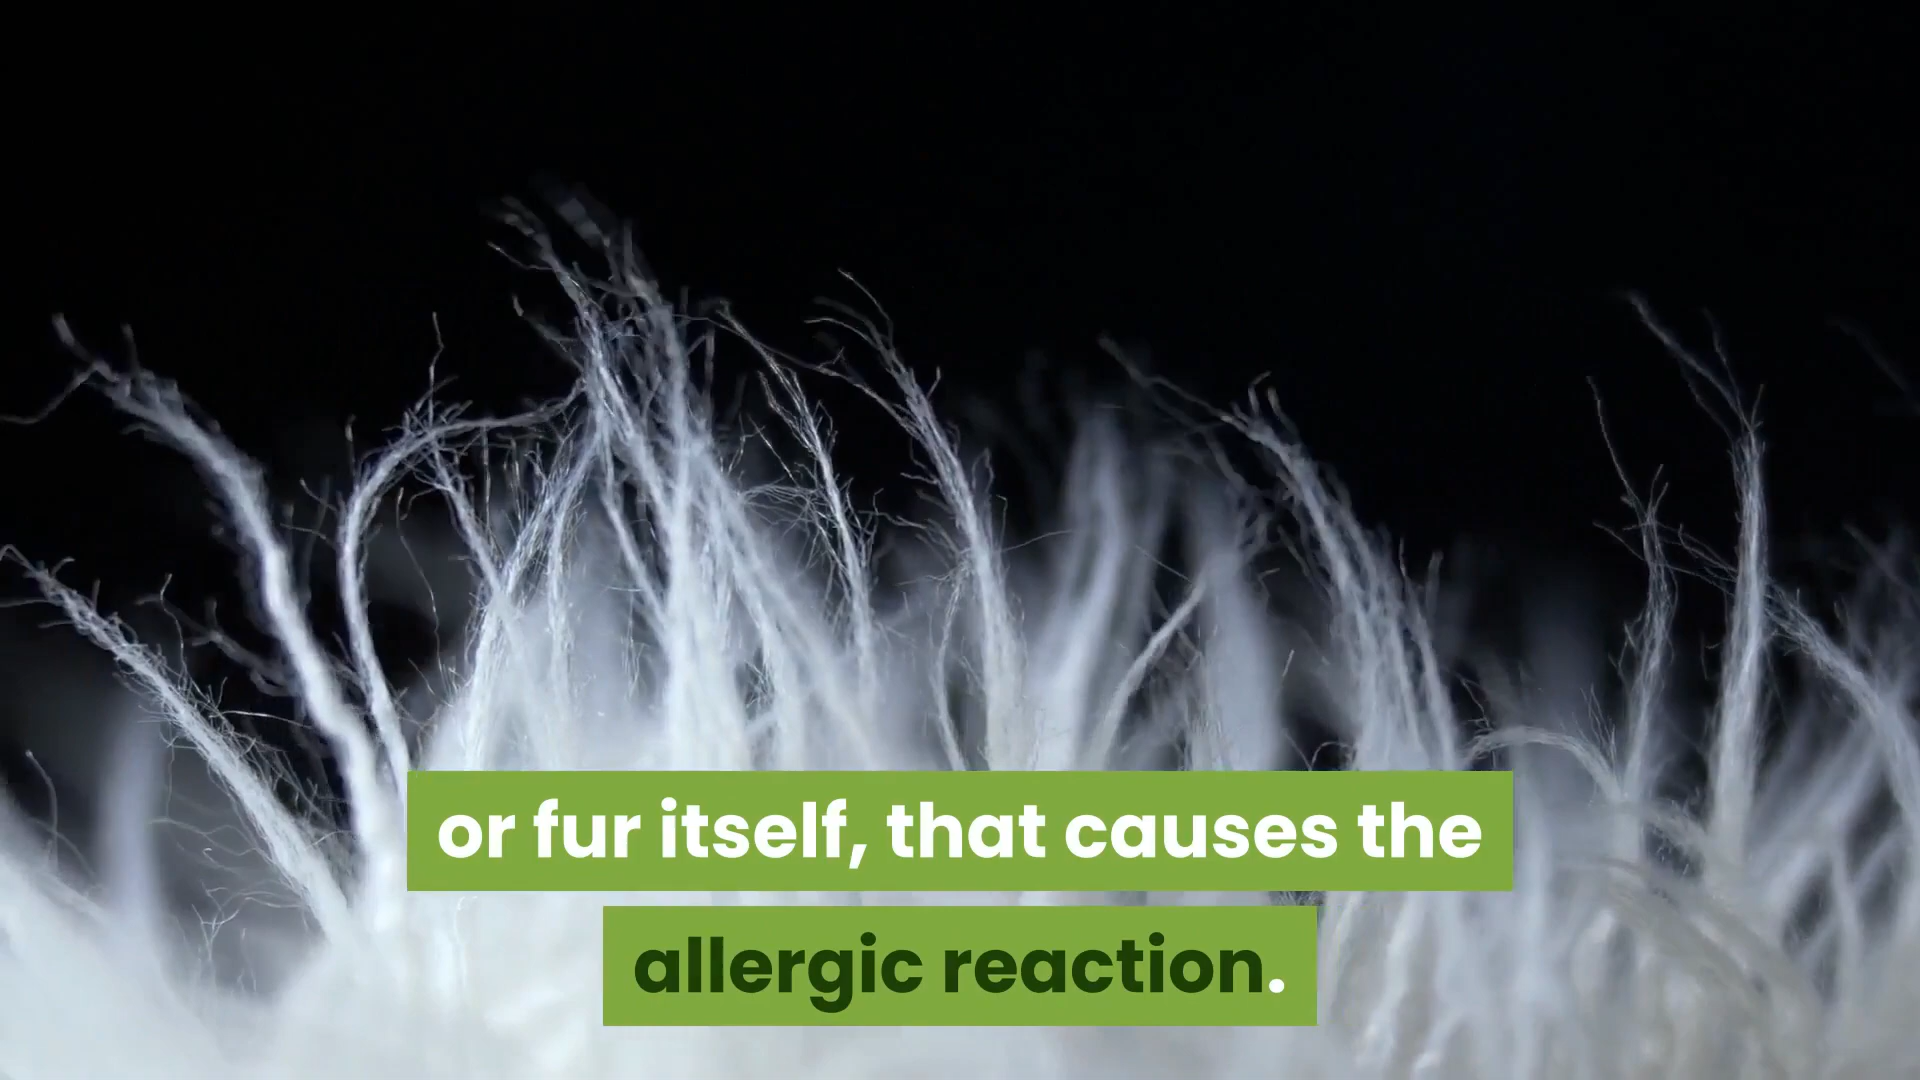 or fur itself, that causes the
allergic reaction.